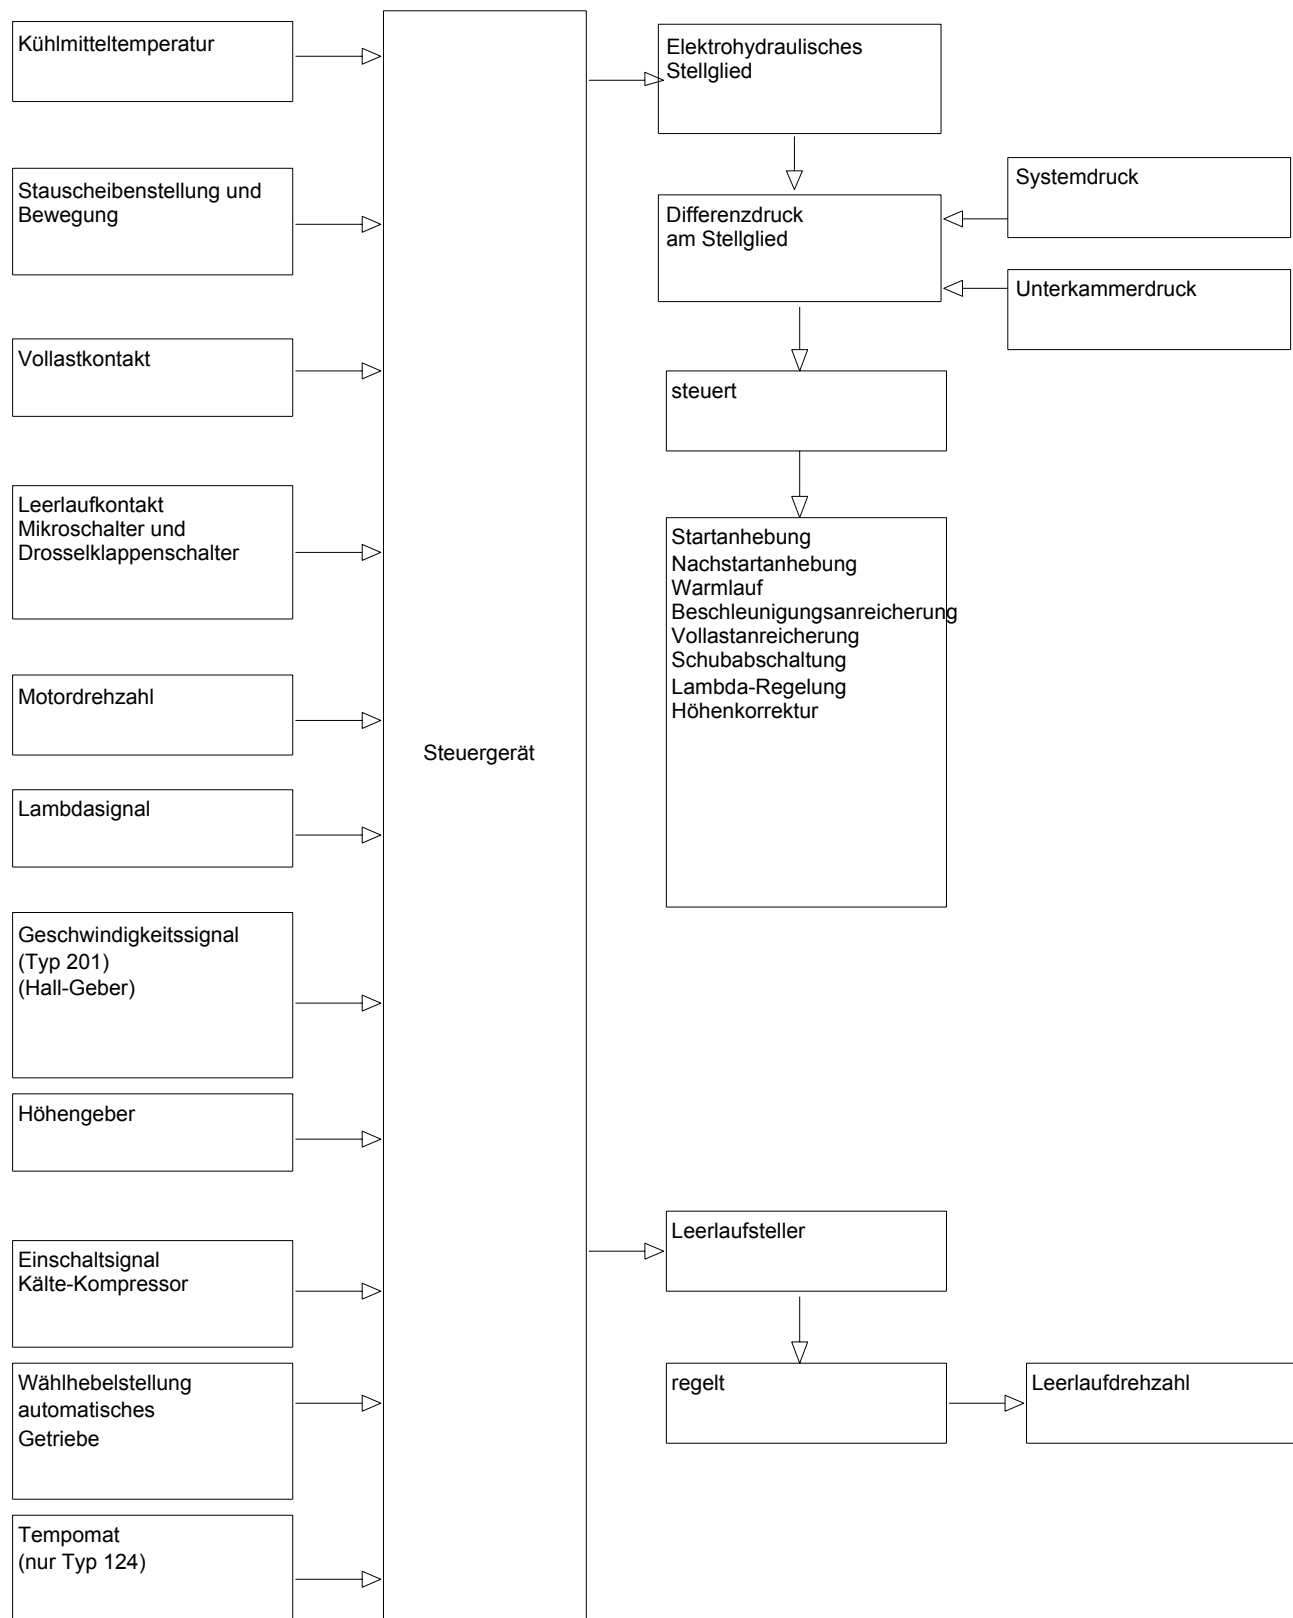 Kühlmitteltemperatur
Stauscheibenstellung und
Bewegung
Vollastkontakt
Leerlaufkontakt
Mikroschalter und
Drosselklappenschalter
Motordrehzahl
Lambdasignal
Geschwindigkeitssignal
(Typ 201)
(Hall-Geber)
Höhengeber
Einschaltsignal
Kälte-Kompressor
Wählhebelstellung
automatisches
Getriebe
Tempomat
(nur Typ 124)
Steuergerät
Elektrohydraulisches
Stellglied
Differenzdruck
am Stellglied
Systemdruck
Unterkammerdruck
steuert
Startanhebung
Nachstartanhebung
Warmlauf
Beschleunigungsanreicherung
Vollastanreicherung
Schubabschaltung
Lambda-Regelung
Höhenkorrektur
Leerlaufsteller
regelt
Leerlaufdrehzahl